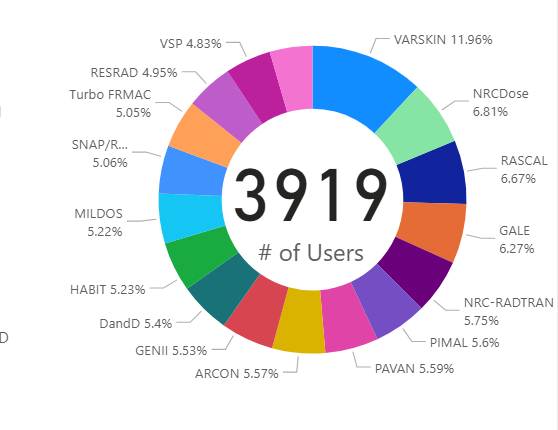 VSP 4.83%
VARSKIN 11.96%
RESRAD 4.95%
Turbo FRMAC
5.05%
NRCDose
6.81%
SNAP/R...
5.06%
RASCAL
6.67%
3919
# of Users
MILDOS
5.22%
GALE
6.27%
HABIT 5.23%
NRC-RADTRAN
5.75%
DandD 5.4%
PIMAL 5.6%
GENII 5.53%
PAVAN 5.59%
ARCON 5.57%
D